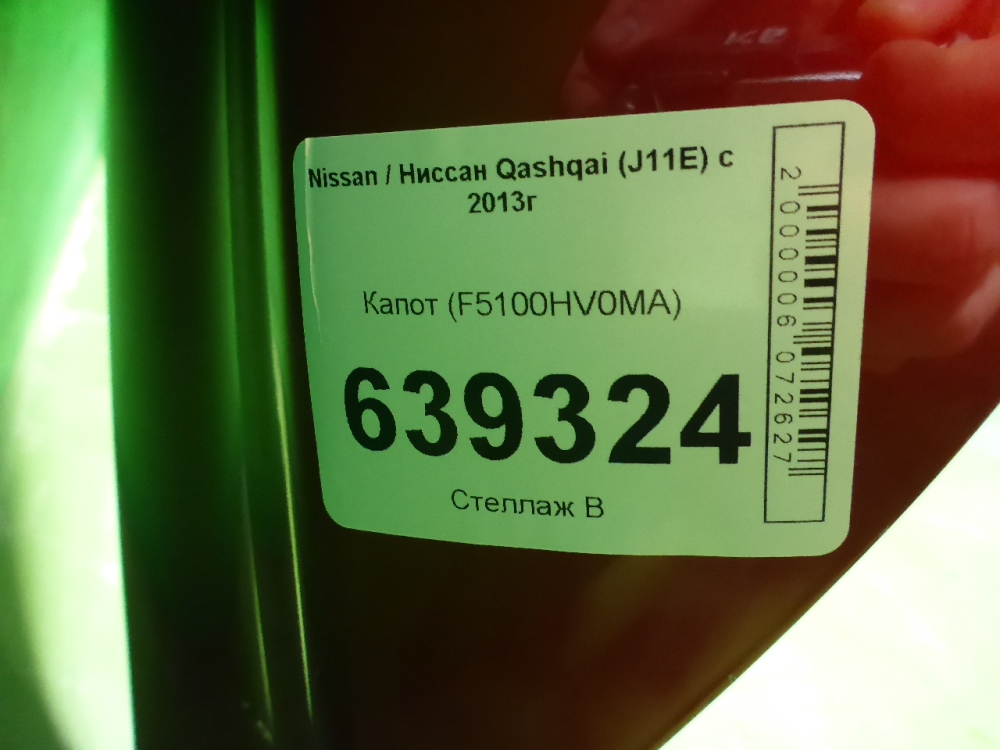 Nissan / Ниссан Qashqai (J11E) с
2013г
Капот (F5100HV0MA)
639324
Стеллаж В
2000006072627